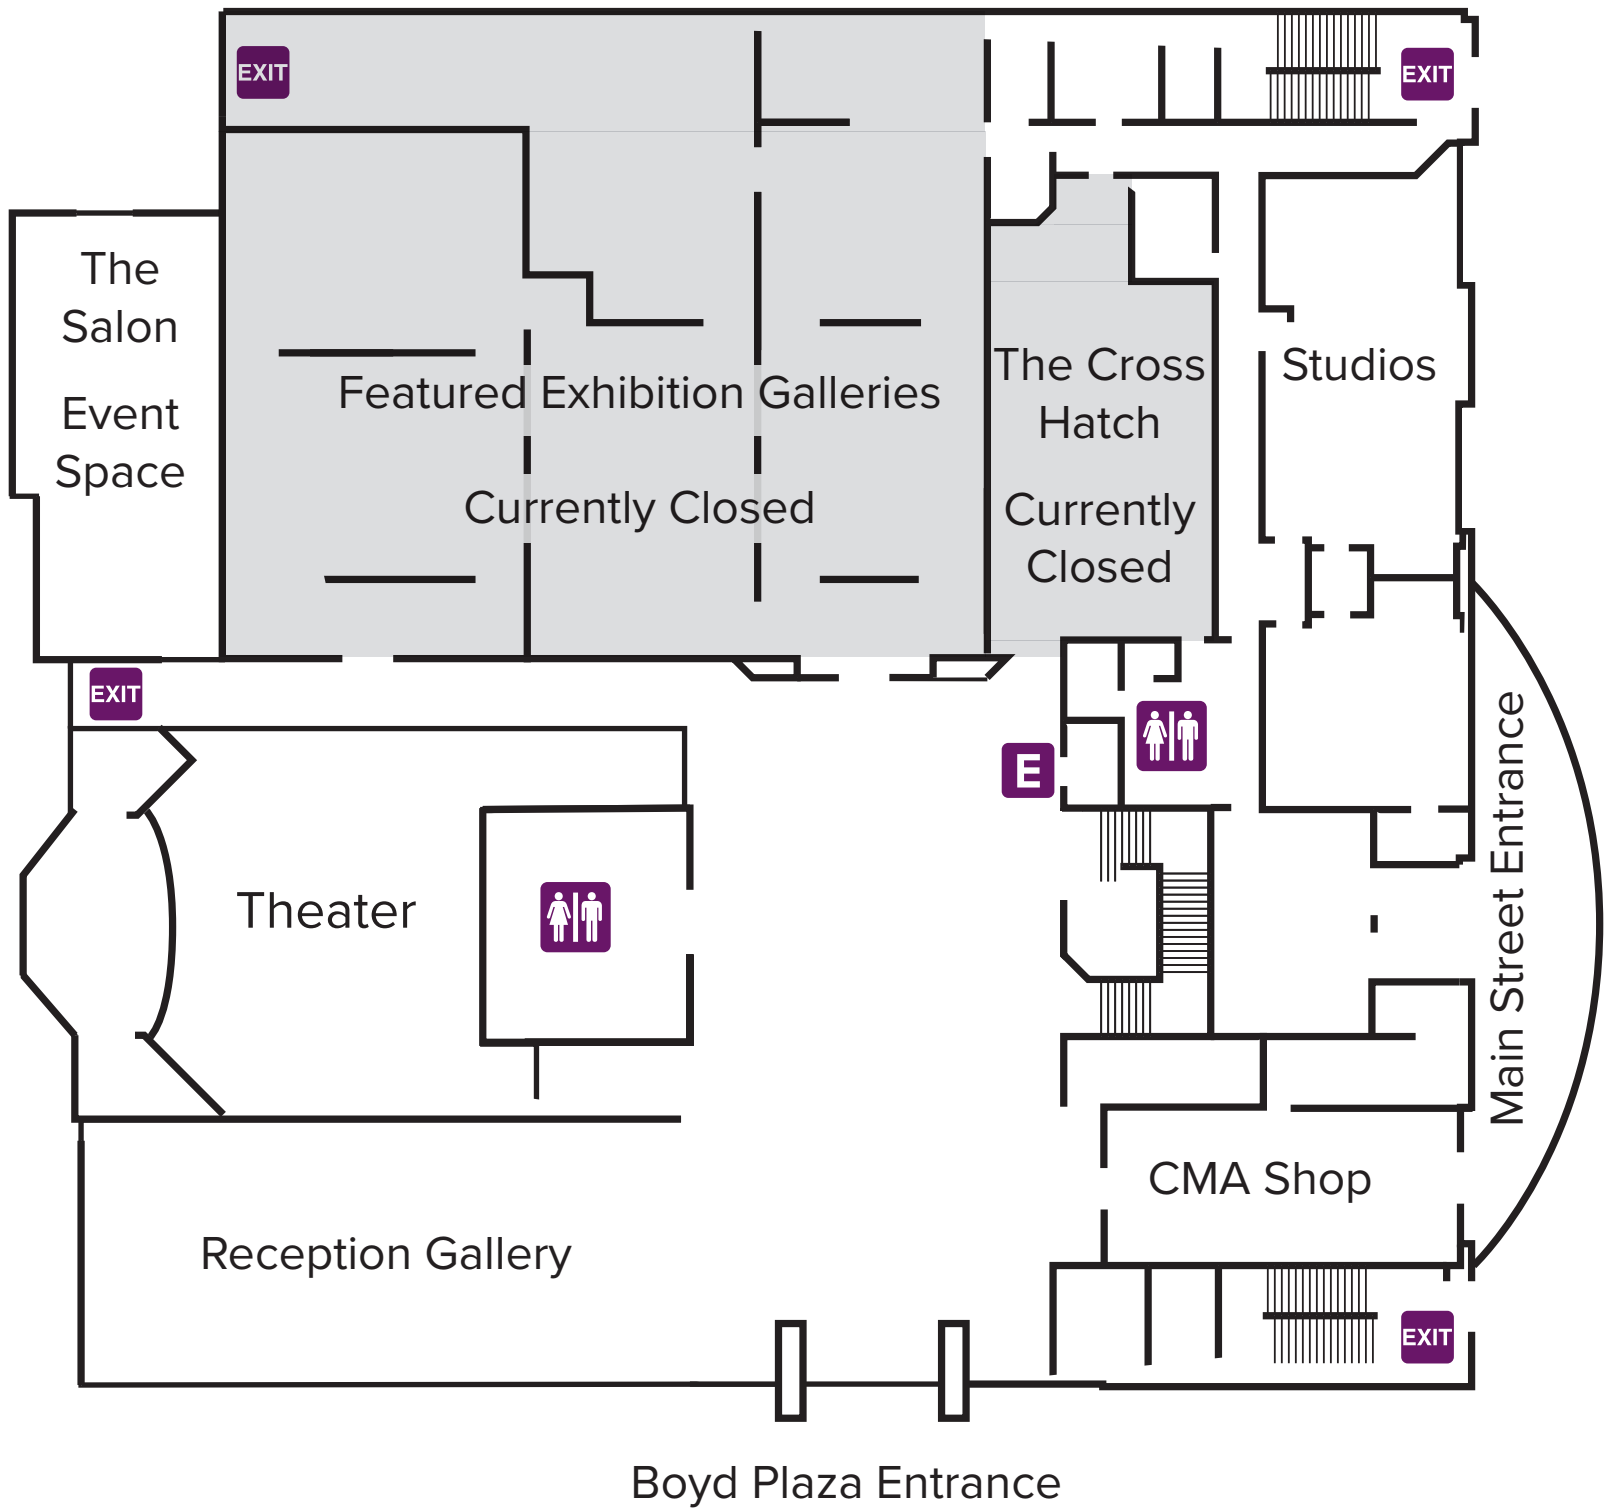 EXIT
EXIT
The
Salon
Event
Space
Featured Exhibition Galleries
Currently Closed
The Cross
Hatch
Currently
Closed
Studios
EXIT
E
Theater
Main Street Entrance
CMA Shop
Reception Gallery
EXIT
Boyd Plaza Entrance